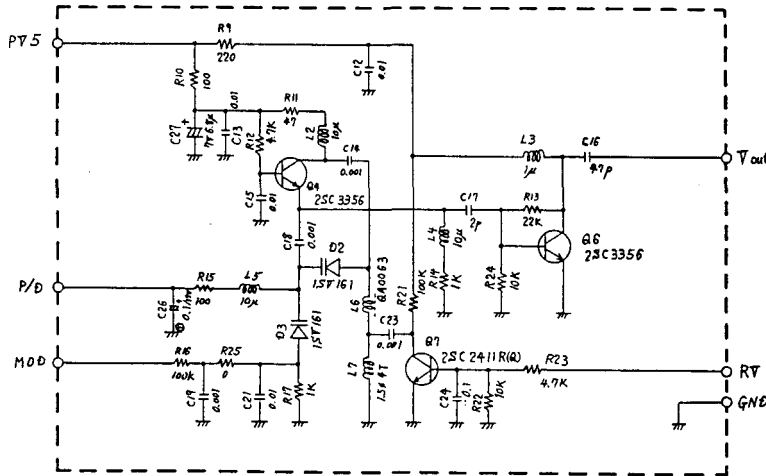 PV5
R9
220
R10
100
C12
0.01
C27
7V6.8μ
C13
0.01
R12
4.7K
R11
47
L2
10μ
C14
0.001
Q4
2SC3356
C15
0.01
L3
1μ
C16
47p
Vout
C17
2p
R13
22K
Q6
2SC3356
L4
10μ
R14
1K
R24
10K
C18
0.001
D2
1SV161
P/D
R15
100
L5
10μ
C26
D3
1SV161
L6
QA0063
R21
100K
C23
0.001
MOD
R16
100K
R25
0
C19
0.001
C21
0.01
R17
1K
L7
Q7
2SC2411R(Q)
C24
0.1
R22
10K
R23
4.7K
RV
GND